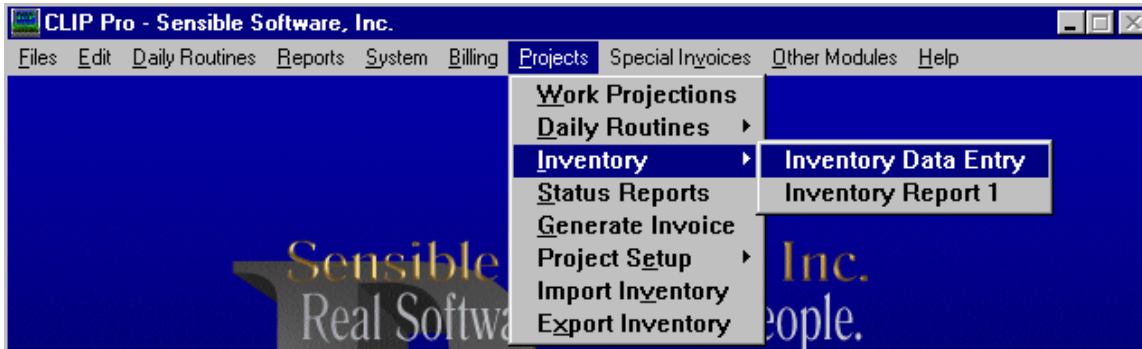 CLIP Pro - Sensible Software, Inc.
Files Edit Daily Routines Reports System Billing Projects Special Invoices Other Modules Help
Work Projections
Daily Routines
Inventory
Inventory Data Entry
Status Reports
Inventory Report 1
Generate Invoice
Project Setup
Import Inventory
Export Inventory
Sensible Inc.
Real Softwa eople.